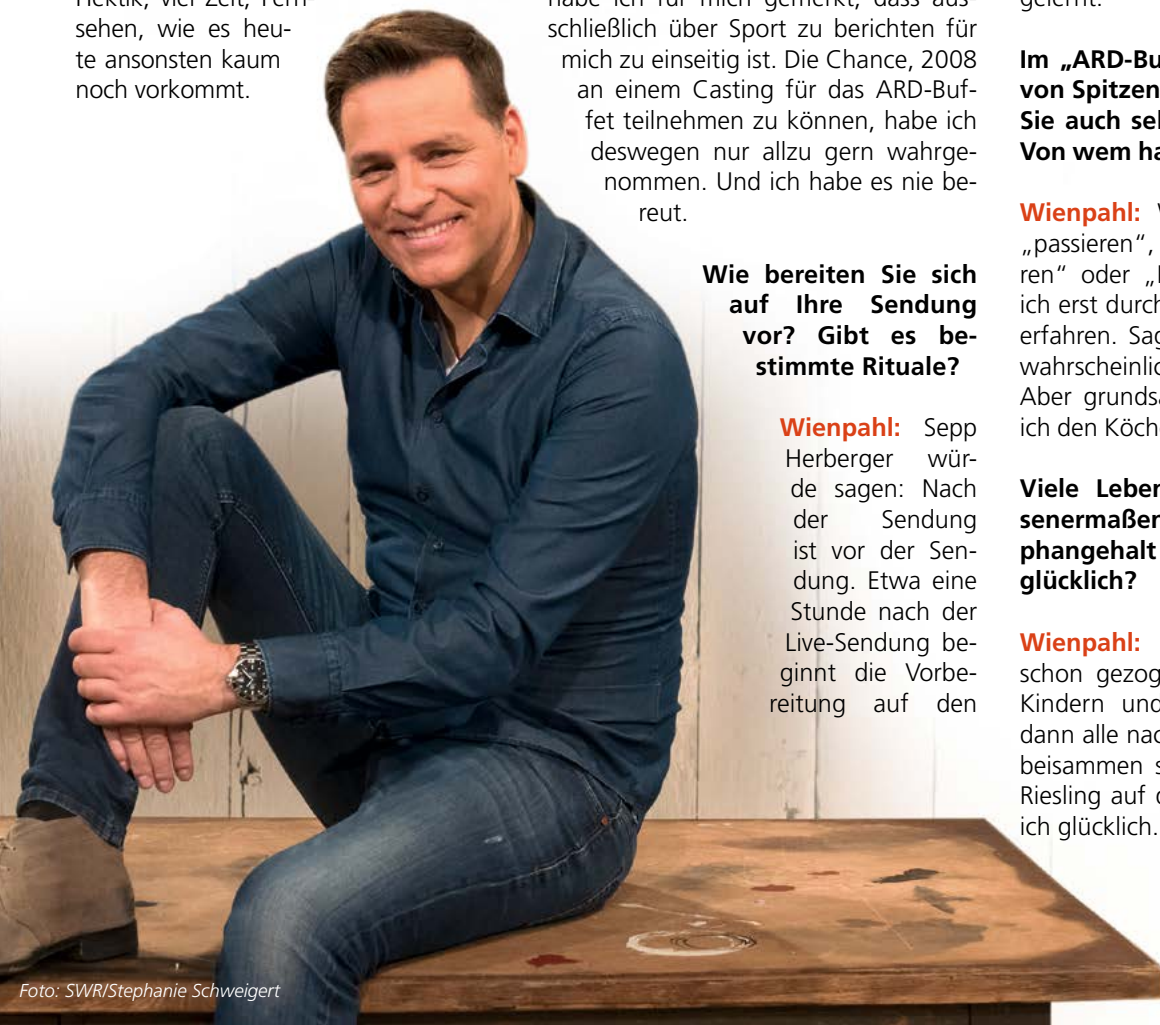 Hektik, viel Zeit, Fern-
sehen, wie es heu-
te ansonsten kaum
noch vorkommt.
habe ich für mich gemerkt, dass aus-
schließlich über Sport zu berichten für
mich zu einseitig ist. Die Chance, 2008
an einem Casting für das ARD-Buf-
fet teilnehmen zu können, habe ich
deswegen nur allzu gern wahrge-
nommen. Und ich habe es nie be-
reut.
Wie bereiten Sie sich
auf Ihre Sendung
vor? Gibt es be-
stimmte Rituale?
Wienpahl: Sepp
Herberger wür-
de sagen: Nach
der Sendung
ist vor der Sen-
dung. Etwa eine
Stunde nach der
Live-Sendung be-
ginnt die Vorbe-
reitung auf den
gelernt.
Im „ARD-Bu
von Spitzen
Sie auch sel
Von wem ha
Wienpahl:
„passieren“,
ren“ oder „
ich erst durch
erfahren. Sag
wahrscheinlic
Aber grundsä
ich den Köch
Viele Leben
senermaßen
phangehalt
glücklich?
Wienpahl:
schon gezog
Kindern und
dann alle nac
beisammen s
Riesling auf d
ich glücklich.
Foto: SWR/Stephanie Schweigert